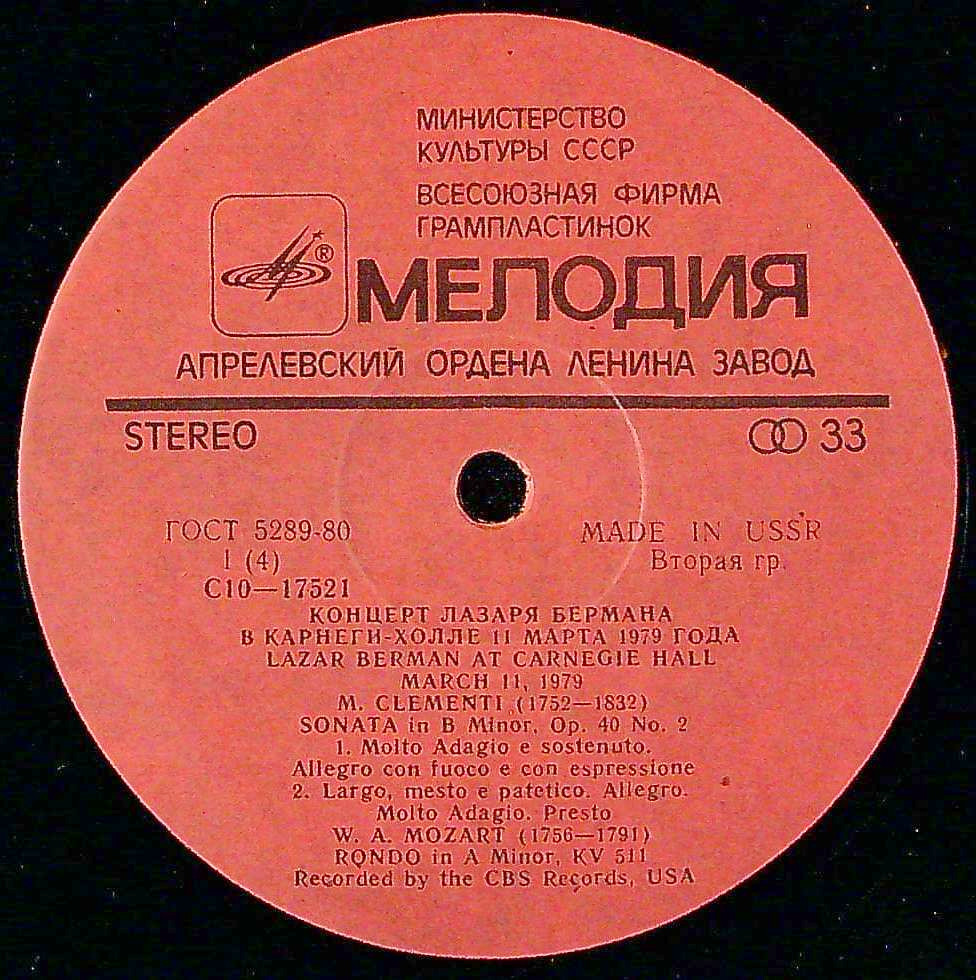 МИНИСТЕРСТВО
КУЛЬТУРЫ СССР
ВСЕСОЮЗНАЯ ФИРМА
ГРАМПЛАСТИНОК
®
МЕЛОДИЯ
АПРЕЛЕВСКИЙ ОРДЕНА ЛЕНИНА ЗАВОД
STEREO
33
ГОСТ 5289-80
MADE IN USSR
1 (4)
Вторая гр.
С10—17521
КОНЦЕРТ ЛАЗАРЯ БЕРМАНА
В КАРНЕГИ-ХОЛЛЕ 11 МАРТА 1979 ГОДА
LAZAR BERMAN AT CARNEGIE HALL
MARCH 11, 1979
M. CLEMENTI (1752—1832)
SONATA in B Minor, Op. 40 No. 2
1. Molto Adagio e sostenuto.
Allegro con fuoco e con espressione
2. Largo, mesto e patetico. Allegro.
Molto Adagio. Presto
W. A. MOZART (1756—1791)
RONDO in A Minor, KV 511
Recorded by the CBS Records, USA